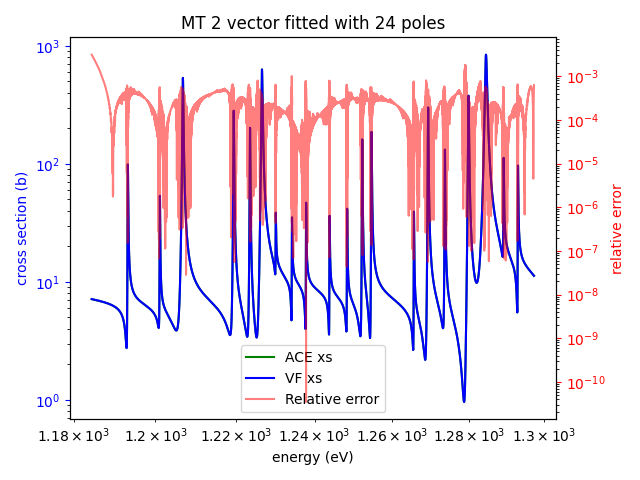 MT 2 vector fitted with 24 poles
cross section (b)
10³
10²
10¹
10⁰
10⁻³
10⁻⁴
10⁻⁵
10⁻⁶
10⁻⁷
10⁻⁸
10⁻⁹
10⁻¹⁰
relative error
ACE xs
VF xs
Relative error
1.18 × 10³ 1.2 × 10³ 1.22 × 10³ 1.24 × 10³ 1.26 × 10³ 1.28 × 10³ 1.3 × 10³
energy (eV)